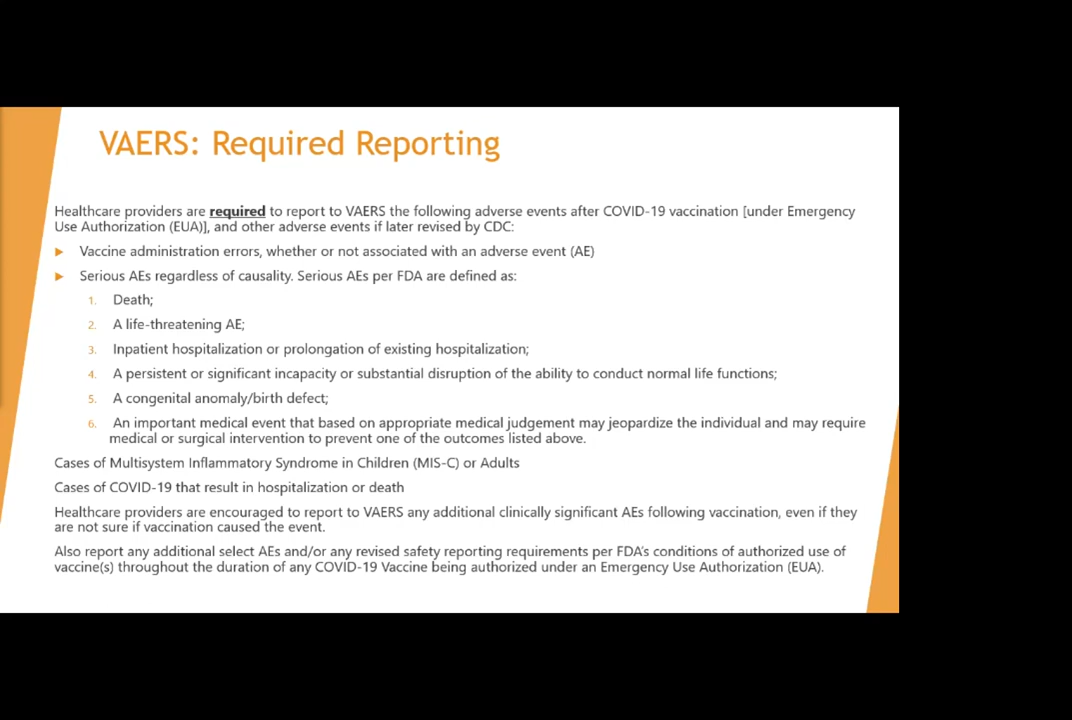 VAERS: Required Reporting
Healthcare providers are required to report to VAERS the following adverse events after COVID-19 vaccination [under Emergency
Use Authorization (EUA)], and other adverse events if later revised by CDC:
Vaccine administration errors, whether or not associated with an adverse event (AE)
Serious AEs regardless of causality. Serious AEs per FDA are defined as:
1. Death;
2. A life-threatening AE;
3. Inpatient hospitalization or prolongation of existing hospitalization;
4. A persistent or significant incapacity or substantial disruption of the ability to conduct normal life functions;
5. A congenital anomaly/birth defect;
6. An important medical event that based on appropriate medical judgement may jeopardize the individual and may require
medical or surgical intervention to prevent one of the outcomes listed above.
Cases of Multisystem Inflammatory Syndrome in Children (MIS-C) or Adults
Cases of COVID-19 that result in hospitalization or death
Healthcare providers are encouraged to report to VAERS any additional clinically significant AEs following vaccination, even if they
are not sure if vaccination caused the event.
Also report any additional select AEs and/or any revised safety reporting requirements per FDA's conditions of authorized use of
vaccine(s) throughout the duration of any COVID-19 Vaccine being authorized under an Emergency Use Authorization (EUA).